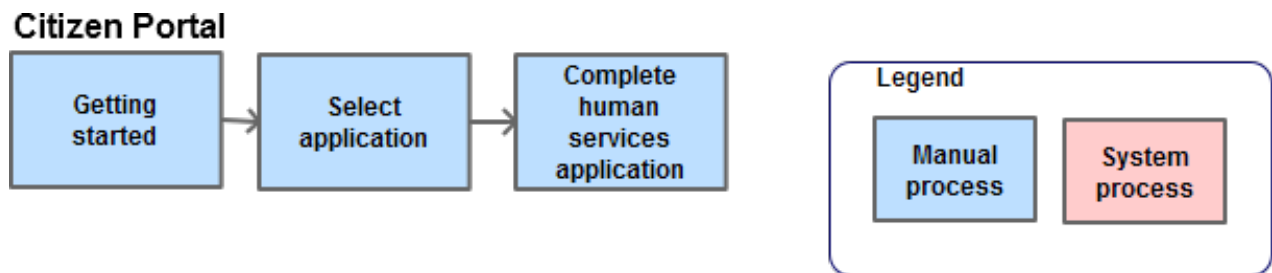 Citizen Portal
Getting
started
Select
application
Complete
human
services
application
Legend
Manual
process
System
process